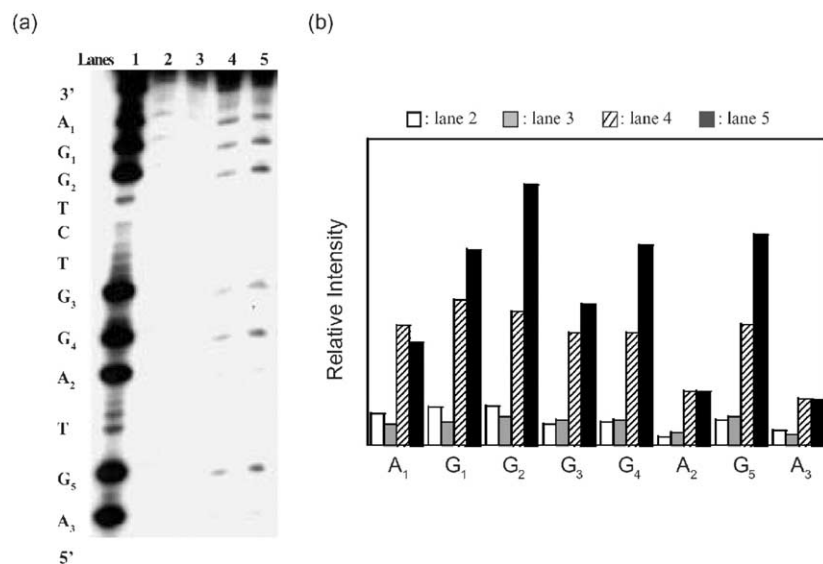 (a)
Lanes 1 2 3 4 5
3’
A1
G1
G2
T
C
T
G3
G4
A2
T
G5
A3
5’
(b)
: lane 2 : lane 3 : lane 4 : lane 5
Relative Intensity
A1 G1 G2 G3 G4 A2 G5 A3